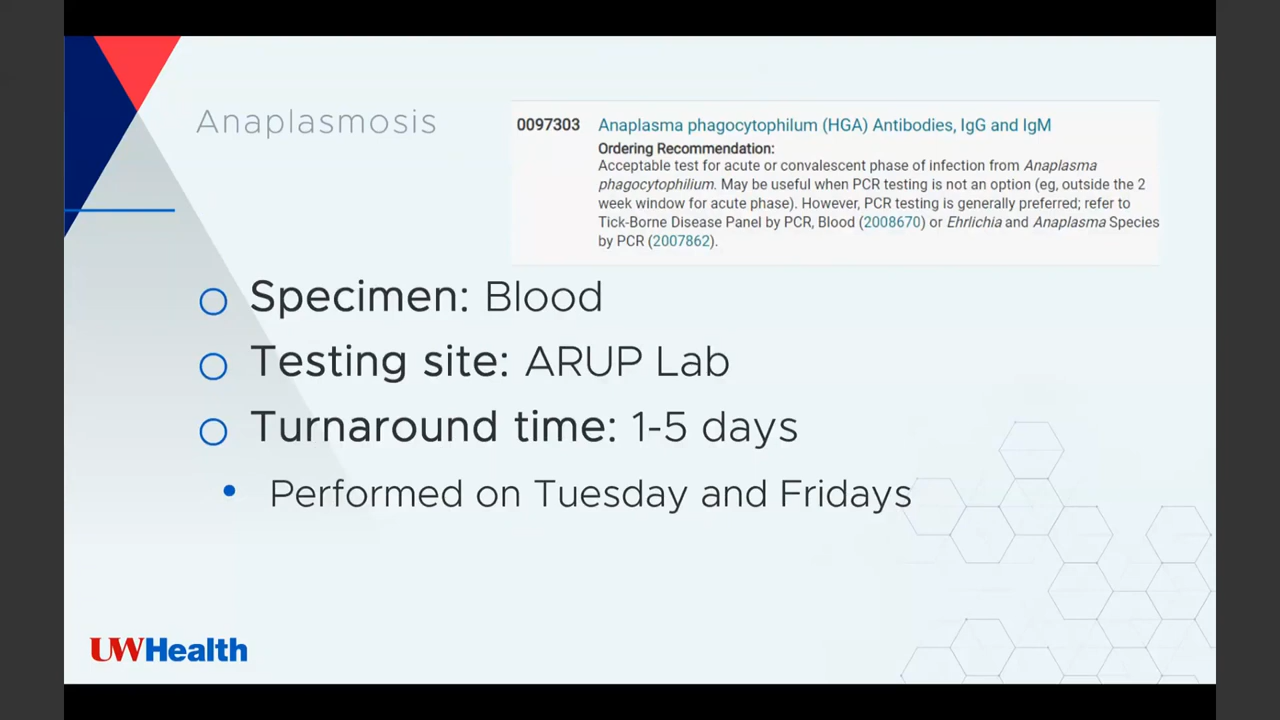 Anaplasmosis
0097303 Anaplasma phagocytophilum (HGA) Antibodies, IgG and IgM
Ordering Recommendation:
Acceptable test for acute or convalescent phase of infection from Anaplasma
phagocytophilium. May be useful when PCR testing is not an option (eg, outside the 2
week window for acute phase). However, PCR testing is generally preferred; refer to
Tick-Borne Disease Panel by PCR, Blood (2008670) or Ehrlichia and Anaplasma Species
by PCR (2007862).
Specimen: Blood
Testing site: ARUP Lab
Turnaround time: 1-5 days
Performed on Tuesday and Fridays
UWHealth